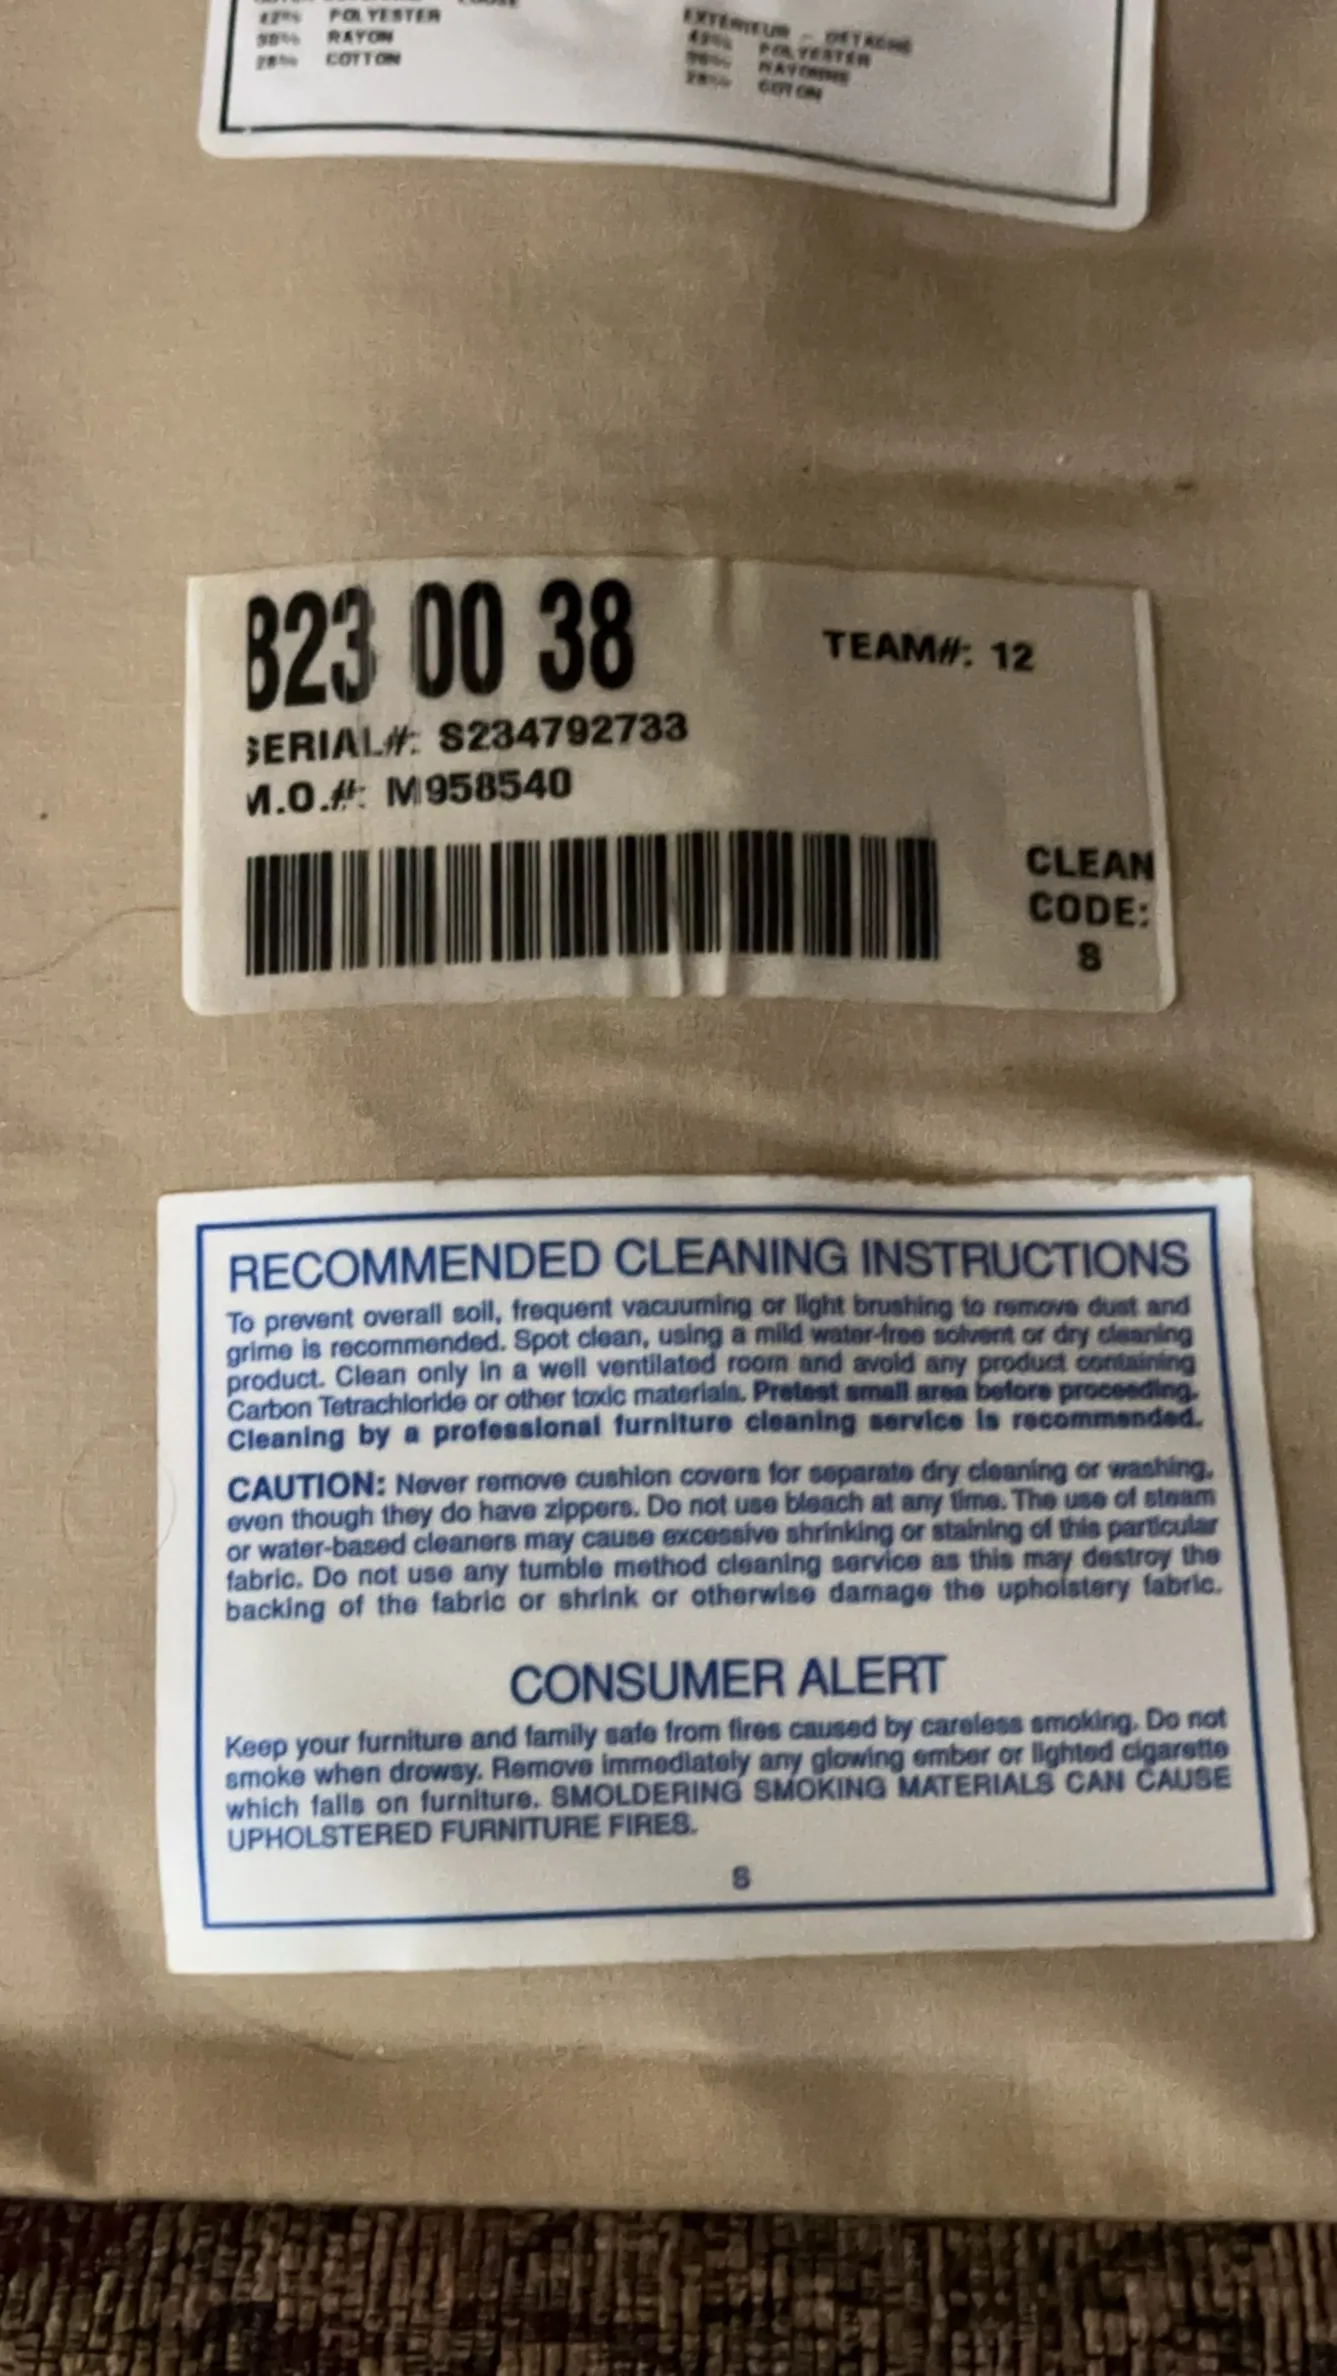 42% POLYESTER
RAYON
28% COTTON
EXTÉRIEUR - DÉTACHÉ
42% POLYESTER
RAYONNE
28% COTON
B23 00 38
TEAM#: 12
SERIAL#: S234792733
M.O.#: M958540
CLEAN
CODE:
S
RECOMMENDED CLEANING INSTRUCTIONS
To prevent overall soil, frequent vacuuming or light brushing to remove dust and
grime is recommended. Spot clean, using a mild water-free solvent or dry cleaning
product. Clean only in a well ventilated room and avoid any product containing
Carbon Tetrachloride or other toxic materials. Pretest small area before proceeding.
Cleaning by a professional furniture cleaning service is recommended.
CAUTION: Never remove cushion covers for separate dry cleaning or washing,
even though they do have zippers. Do not use bleach at any time. The use of steam
or water-based cleaners may cause excessive shrinking or staining of this particular
fabric. Do not use any tumble method cleaning service as this may destroy the
backing of the fabric or shrink or otherwise damage the upholstery fabric.
CONSUMER ALERT
Keep your furniture and family safe from fires caused by careless smoking. Do not
smoke when drowsy. Remove immediately any glowing ember or lighted cigarette
which falls on furniture. SMOLDERING SMOKING MATERIALS CAN CAUSE
UPHOLSTERED FURNITURE FIRES.
S